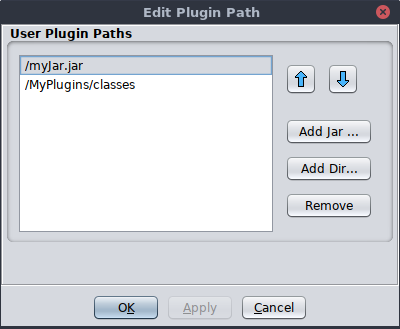 Edit Plugin Path
User Plugin Paths
/myJar.jar
/MyPlugins/classes
Add Jar ...
Add Dir...
Remove
OK
Apply
Cancel